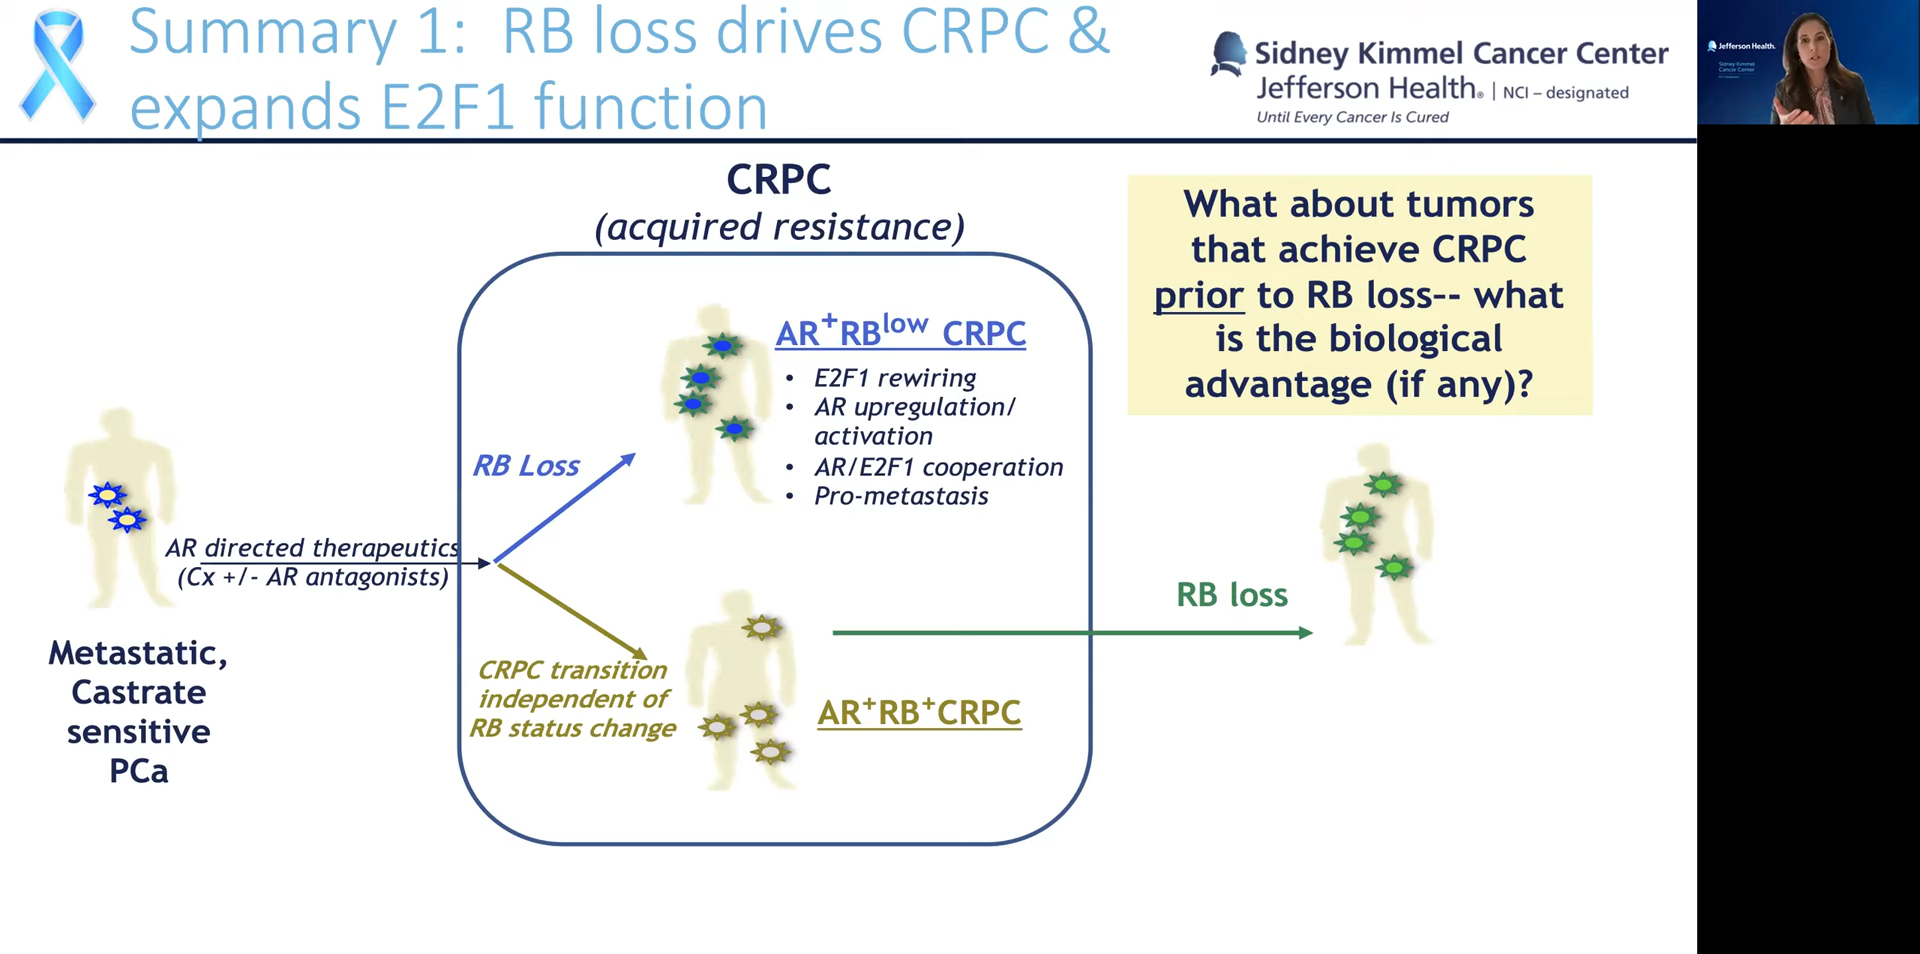 Summary 1: RB loss drives CRPC &
expands E2F1 function
Sidney Kimmel Cancer Center
Jefferson Health® | NCI – designated
Until Every Cancer Is Cured
Jefferson Health.
Sidney Kimmel
Cancer Center
CRPC
(acquired resistance)
What about tumors
that achieve CRPC
prior to RB loss-- what
is the biological
advantage (if any)?
AR+RBlow CRPC
• E2F1 rewiring
• AR upregulation/
activation
• AR/E2F1 cooperation
• Pro-metastasis
RB Loss
AR directed therapeutics
(Cx +/- AR antagonists)
Metastatic,
Castrate
sensitive
PCa
CRPC transition
independent of
RB status change
AR+RB+CRPC
RB loss